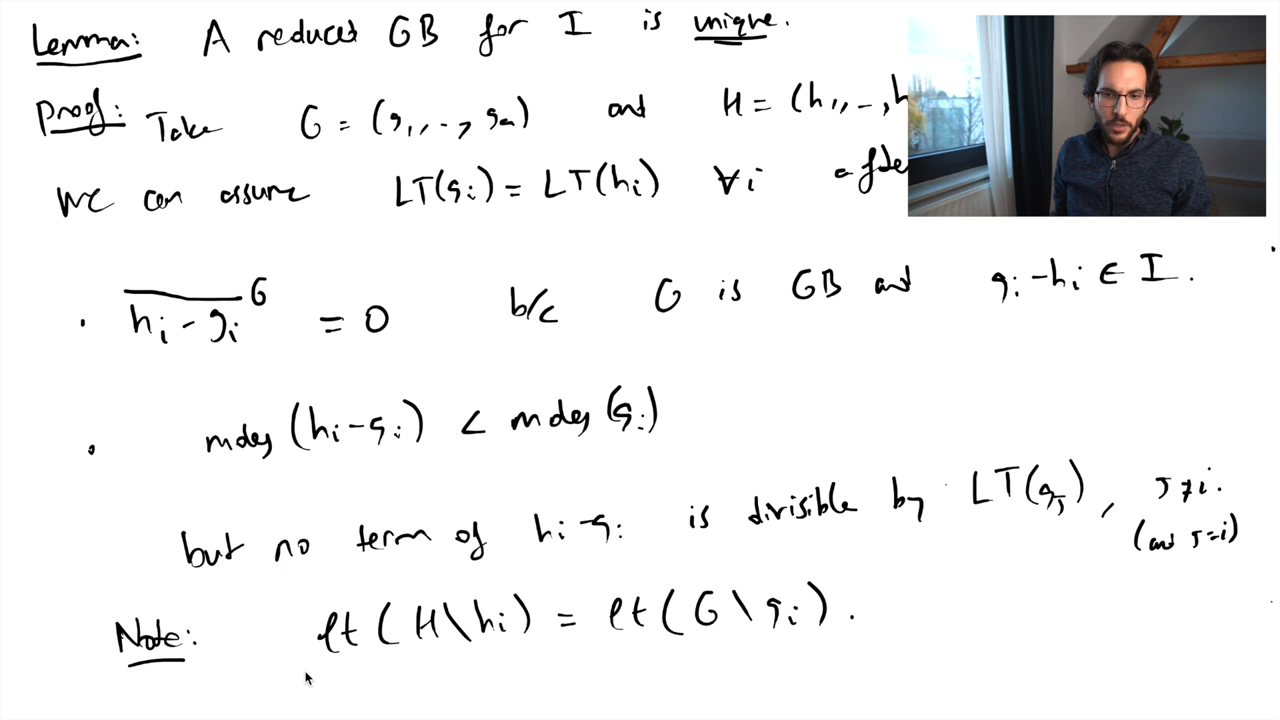 Lemma: A reduced GB for I is unique.
Proof: Take G = (g₁,.., gₘ) and H = (h₁,.., h
We can assume LT(gᵢ) = LT(hᵢ) ∀i afte
. \overline{hᵢ - gᵢ}^G = 0 b/c G is GB and gᵢ - hᵢ ∈ I.
. mdeg (hᵢ - gᵢ) < mdeg (gᵢ)
but no term of hᵢ - gᵢ is divisible by LT(gⱼ), j≠i.
(and j=i)
Note: lt(H\hᵢ) = lt(G\gᵢ).